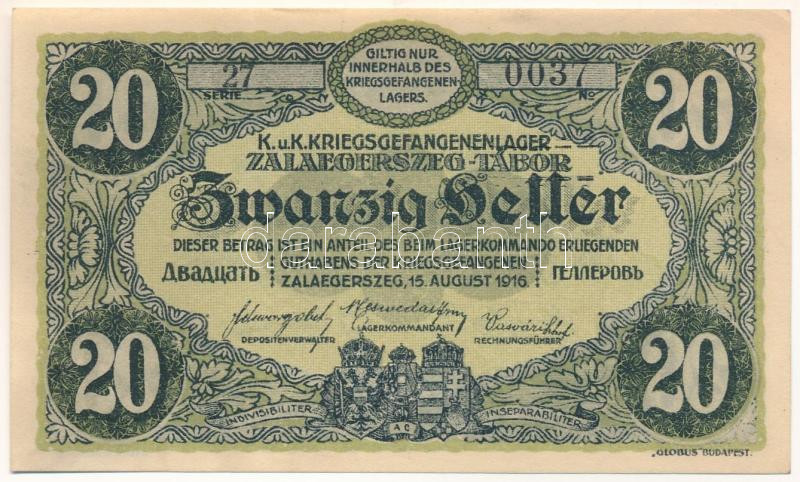 20
27
SERIE
GILTIG NUR
INNERHALB DES
KRIEGSGEFANGENEN-
LAGERS.
0037
No
20
K.u.K. KRIEGSGEFANGENENLAGER
ZALAEGERSZEG-TÁBOR
Zwanzig Heller
DIESER BETRAG IST EIN ANTEIL DES BEIM LAGERKOMMANDO ERLIEGENDEN
Двадцать
GUTHABENS DER KRIEGSGEFANGENEN
ГЕЛЛЕРОВЪ
ZALAEGERSZEG, 15. AUGUST 1916.
darabanth
DEPOSITENVERWALTER
LAGERKOMMANDANT
RECHNUNGSFÜHRER
20
INDIVISIBILITER
AC
INSEPARABILITER
20
„GLOBUS" BUDAPEST.